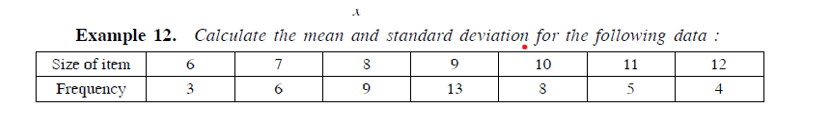 Example 12. Calculate the mean and standard deviation for the following data :
Size of item 6 7 8 9 10 11 12
Frequency 3 6 9 13 8 5 4